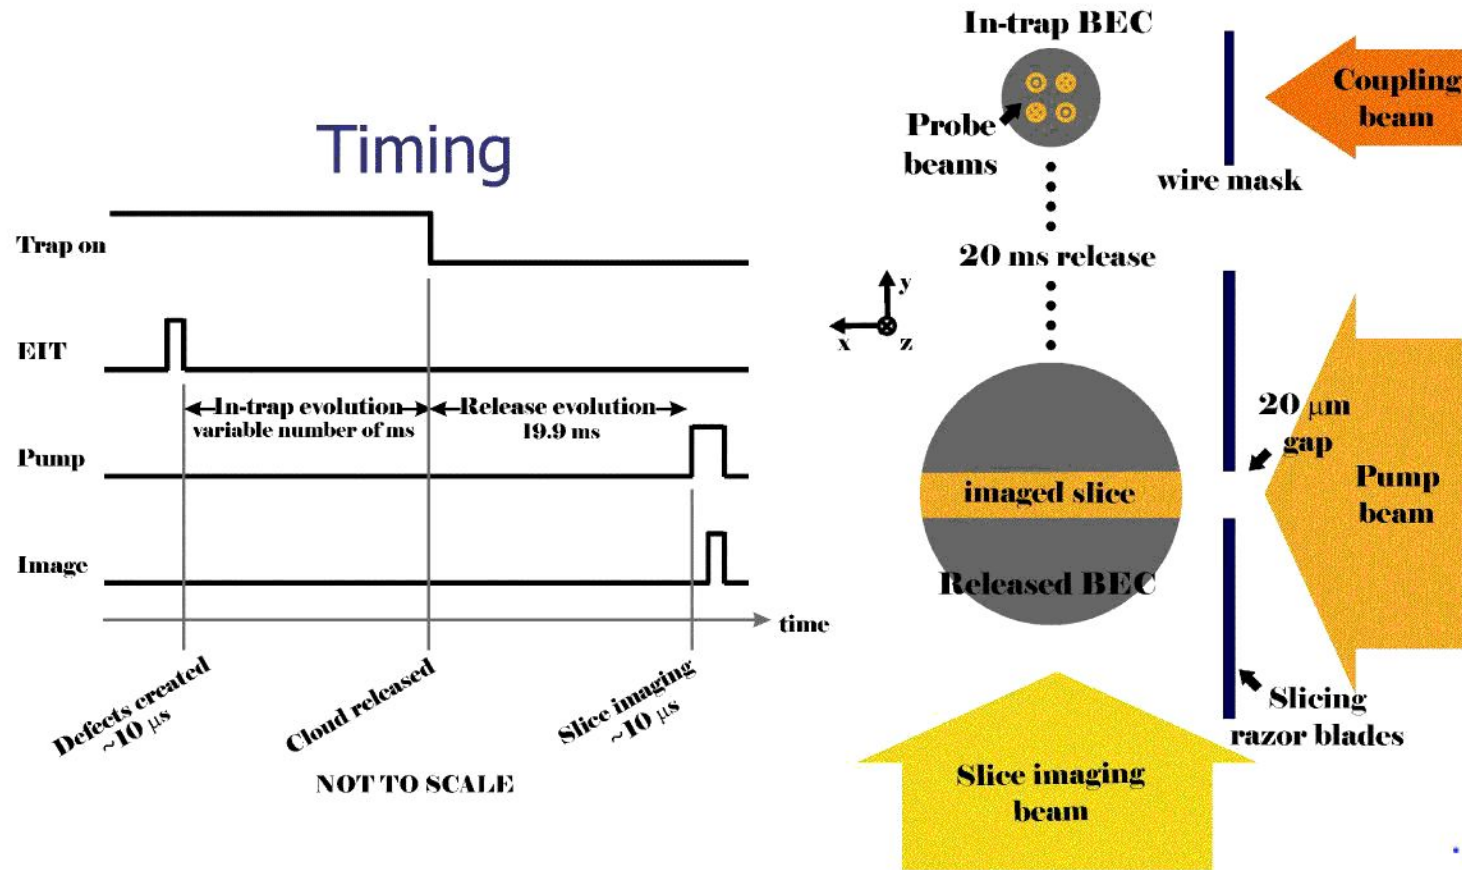 Timing
Trap on
EIT
In-trap evolution
variable number of ms
Release evolution
19.9 ms
Pump
Image
time
Defects created
~10 μs
Cloud released
Slice imaging
~10 μs
NOT TO SCALE
In-trap BEC
Probe
beams
Coupling
beam
wire mask
20 ms release
y
x
z
20 μm
gap
imaged slice
Pump
beam
Released BEC
Slicing
razor blades
Slice imaging
beam